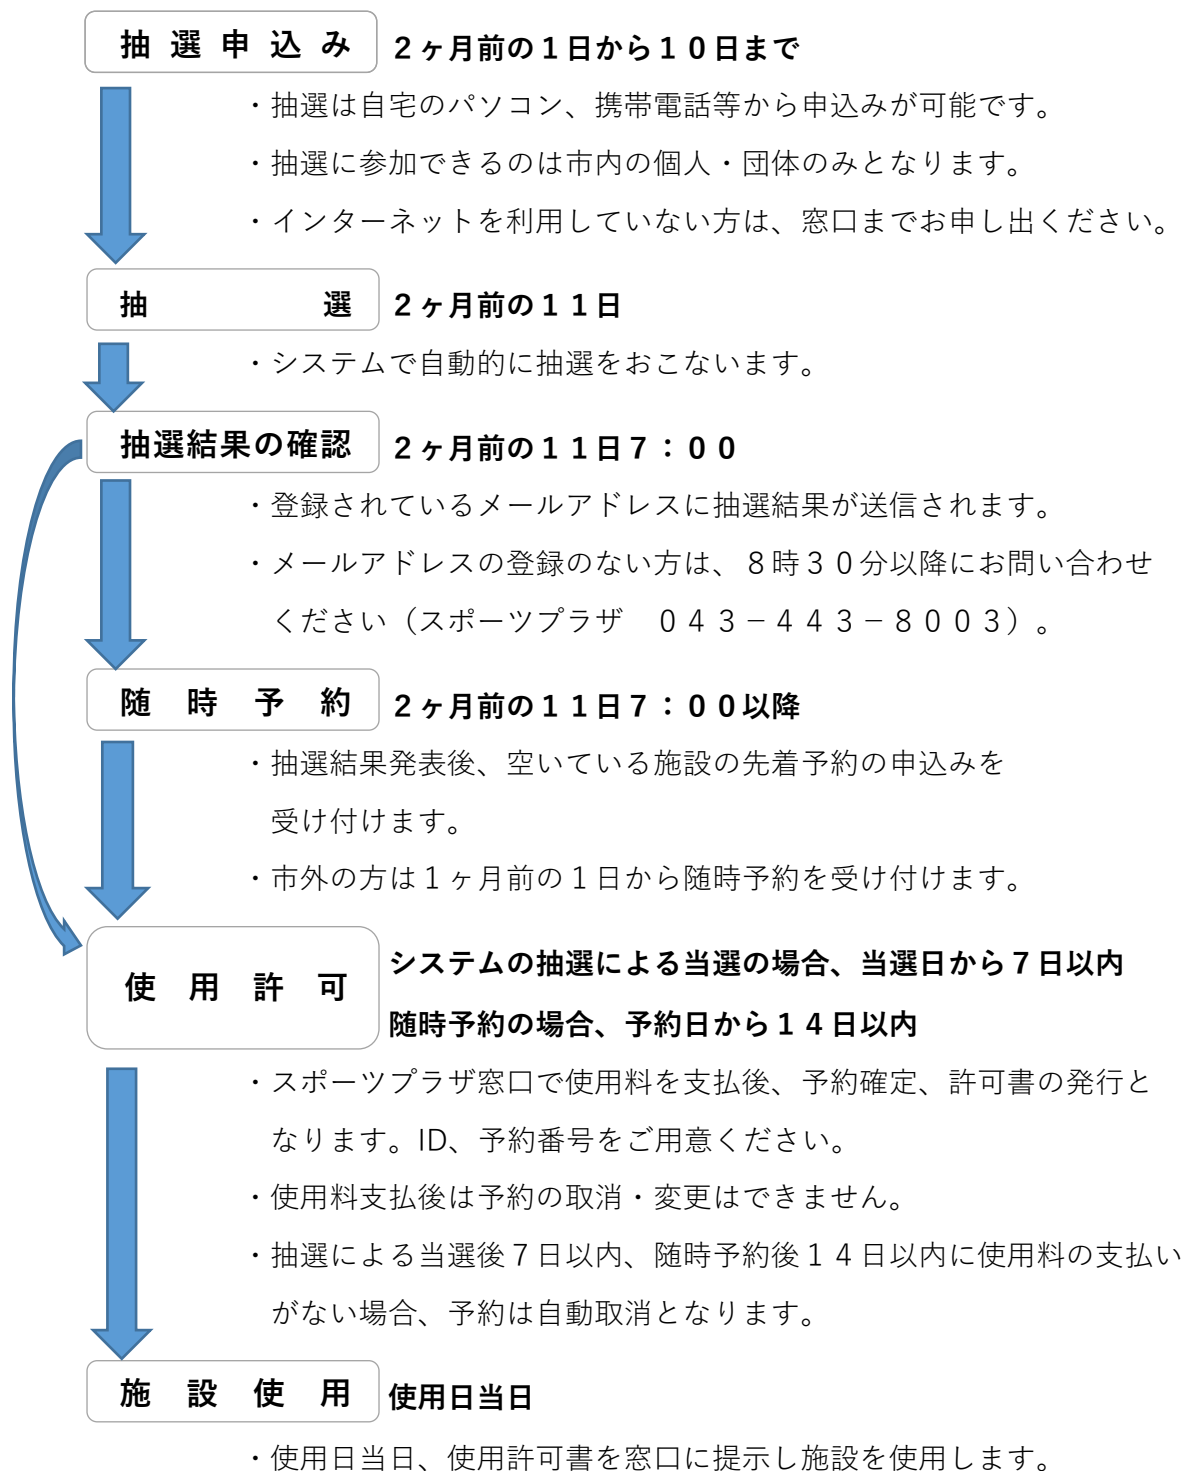 抽選申込み 2ヶ月前の1日から10日まで
・抽選は自宅のパソコン、携帯電話等から申込みが可能です。
・抽選に参加できるのは市内の個人・団体のみとなります。
・インターネットを利用していない方は、窓口までお申し出ください。
抽選 2ヶ月前の11日
・システムで自動的に抽選をおこないます。
抽選結果の確認 2ヶ月前の11日7：00
・登録されているメールアドレスに抽選結果が送信されます。
・メールアドレスの登録のない方は、8時30分以降にお問い合わせ
ください（スポーツプラザ　043－443－8003）。
随時予約 2ヶ月前の11日7：00以降
・抽選結果発表後、空いている施設の先着予約の申込みを
受け付けます。
・市外の方は1ヶ月前の1日から随時予約を受け付けます。
使用許可
システムの抽選による当選の場合、当選日から7日以内
随時予約の場合、予約日から14日以内
・スポーツプラザ窓口で使用料を支払後、予約確定、許可書の発行と
なります。ID、予約番号をご用意ください。
・使用料支払後は予約の取消・変更はできません。
・抽選による当選後7日以内、随時予約後14日以内に使用料の支払い
がない場合、予約は自動取消となります。
施設使用 使用日当日
・使用日当日、使用許可書を窓口に提示し施設を使用します。